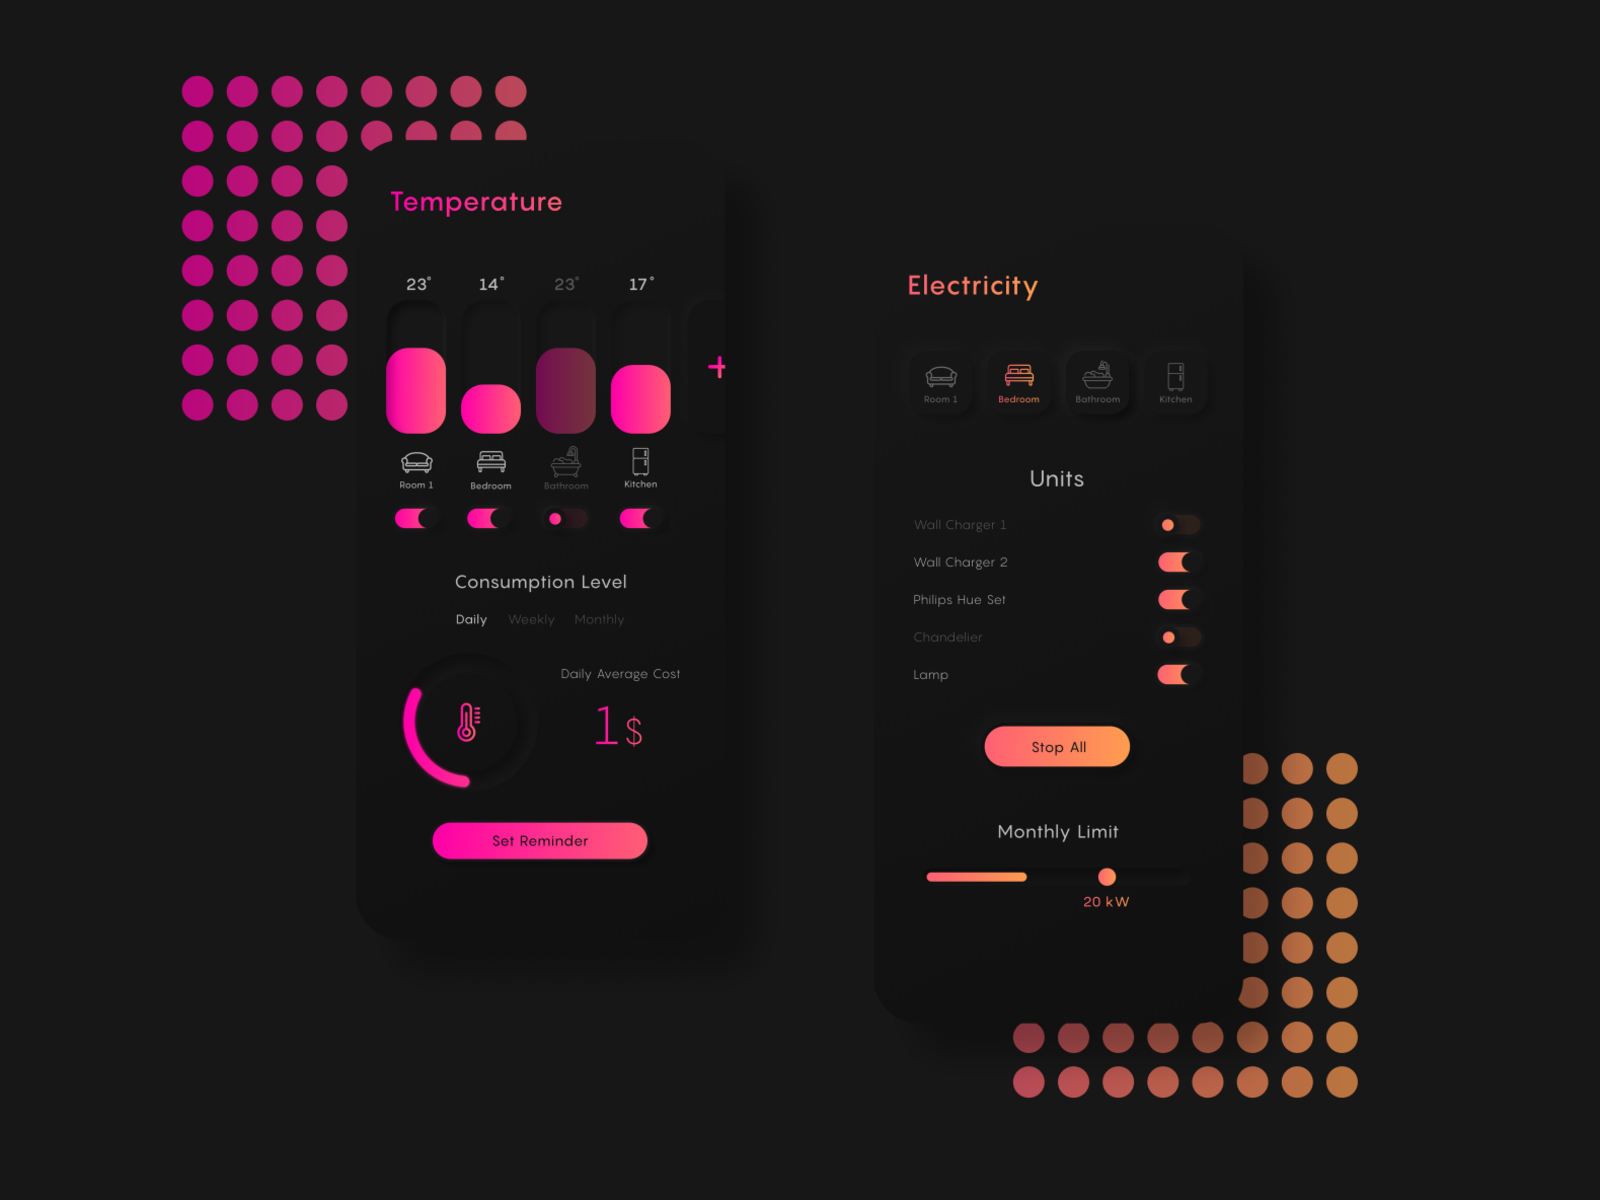 Temperature
23° 14° 23° 17°
+
Room 1 Bedroom Bathroom Kitchen
Consumption Level
Daily Weekly Monthly
Daily Average Cost
1$
Set Reminder
Electricity
Room 1 Bedroom Bathroom Kitchen
Units
Wall Charger 1
Wall Charger 2
Philips Hue Set
Chandelier
Lamp
Stop All
Monthly Limit
20 kW